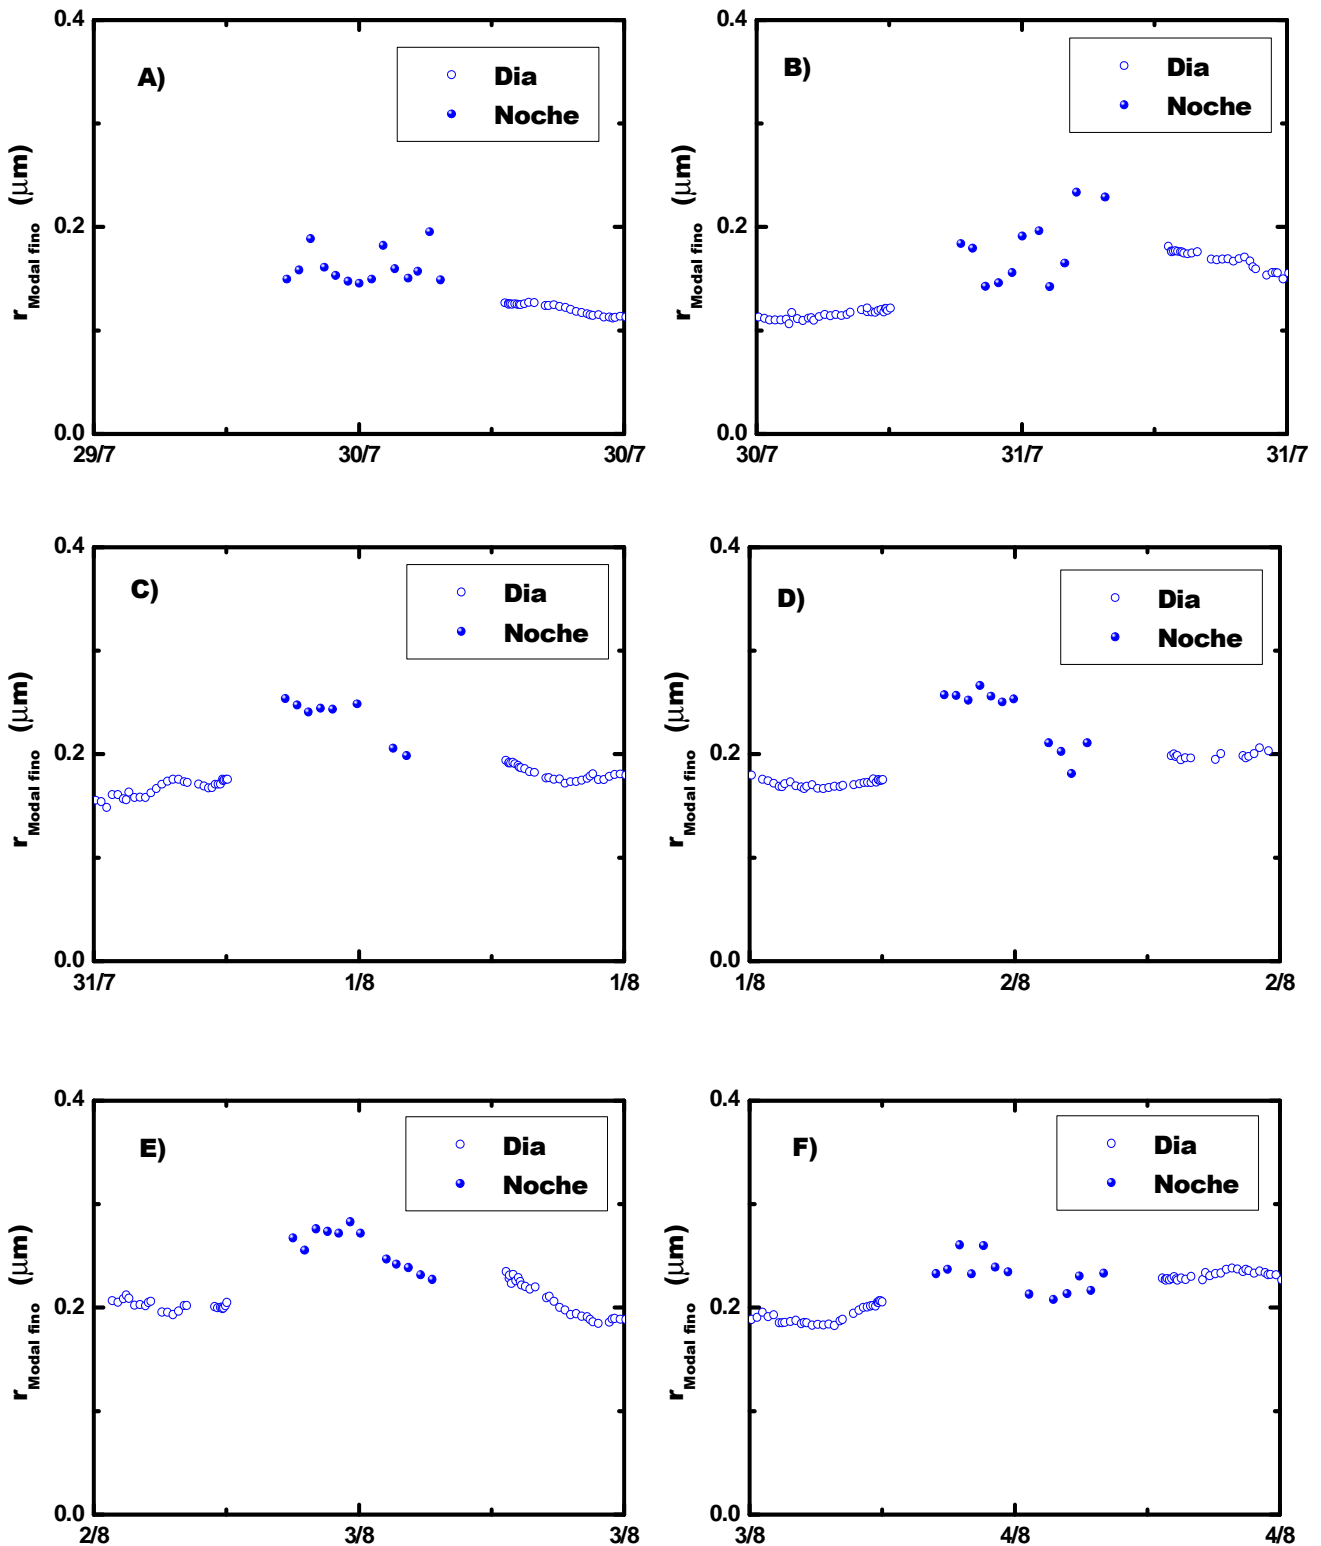 0.4
0.2
0.0
r Modal fino (μm)
A)
Dia
Noche
29/7 30/7 30/7
0.4
0.2
0.0
r Modal fino (μm)
B)
Dia
Noche
30/7 31/7 31/7
0.4
0.2
0.0
r Modal fino (μm)
C)
Dia
Noche
31/7 1/8 1/8
0.4
0.2
0.0
r Modal fino (μm)
D)
Dia
Noche
1/8 2/8 2/8
0.4
0.2
0.0
r Modal fino (μm)
E)
Dia
Noche
2/8 3/8 3/8
0.4
0.2
0.0
r Modal fino (μm)
F)
Dia
Noche
3/8 4/8 4/8